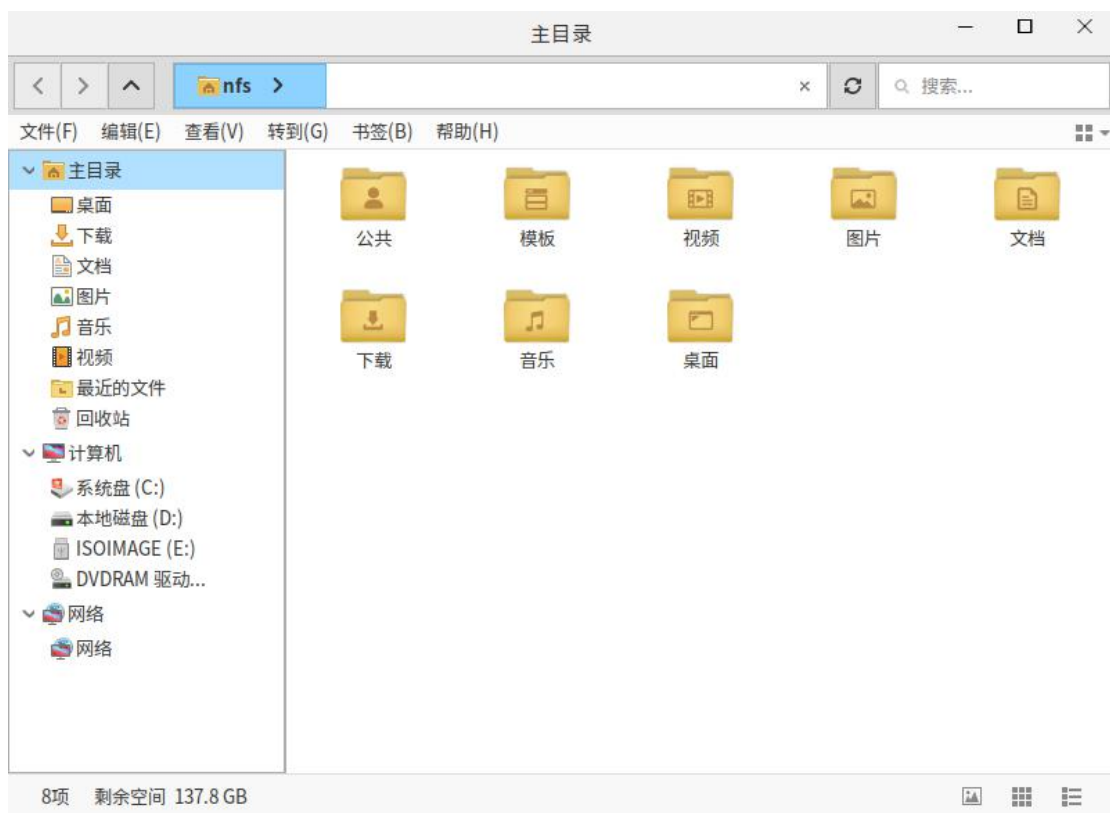 主目录
nfs
搜索...
文件(F) 编辑(E) 查看(V) 转到(G) 书签(B) 帮助(H)
主目录
桌面
下载
文档
图片
音乐
视频
最近的文件
回收站
计算机
系统盘 (C:)
本地磁盘 (D:)
ISOIMAGE (E:)
DVDRAM 驱动...
网络
网络
公共 模板 视频 图片 文档
下载 音乐 桌面
8项 剩余空间 137.8 GB